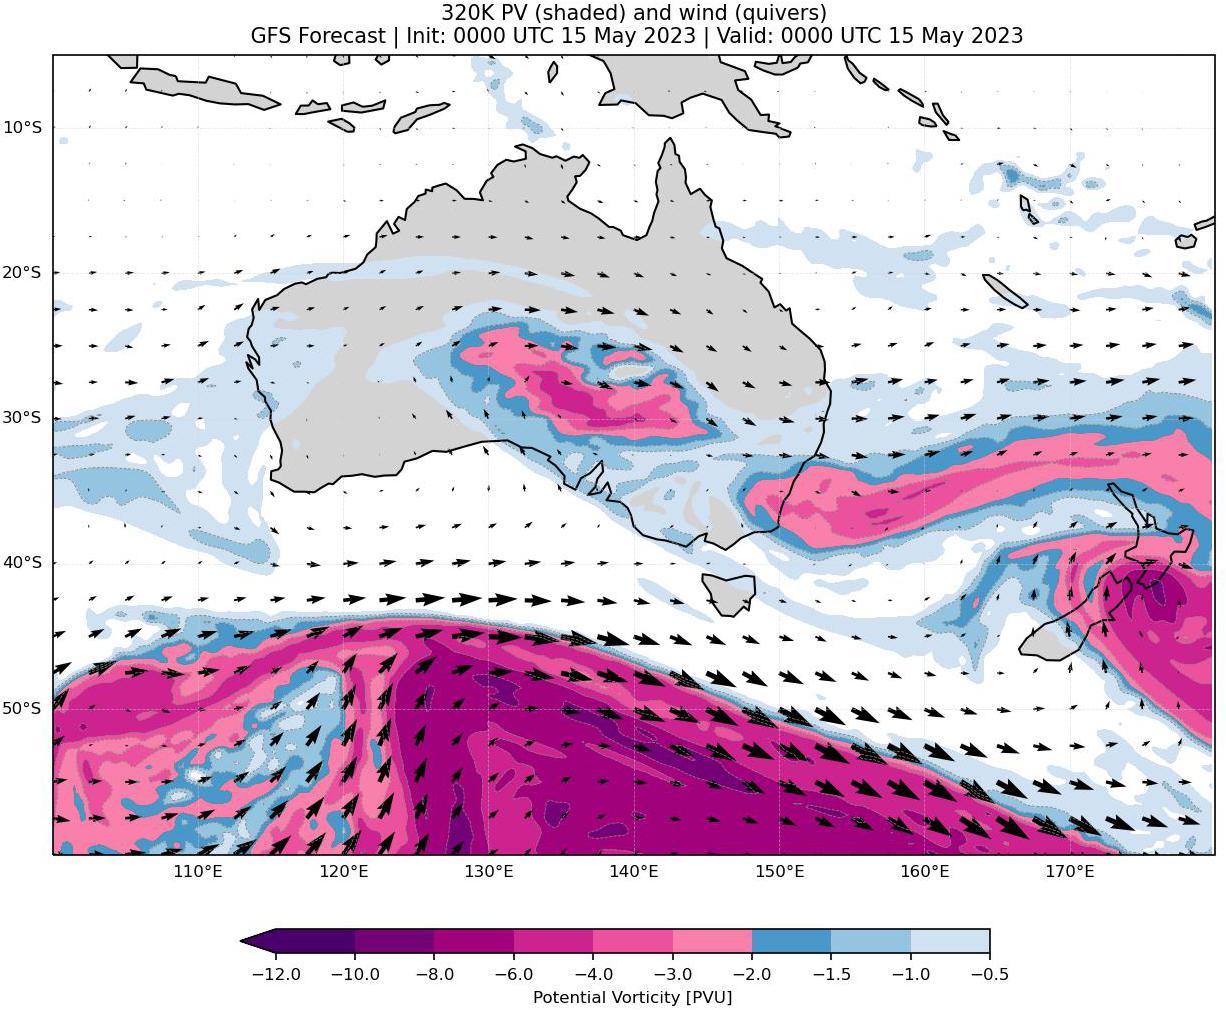 320K PV (shaded) and wind (quivers)
GFS Forecast | Init: 0000 UTC 15 May 2023 | Valid: 0000 UTC 15 May 2023
10°S
20°S
30°S
40°S
50°S
110°E 120°E 130°E 140°E 150°E 160°E 170°E
−12.0 −10.0 −8.0 −6.0 −4.0 −3.0 −2.0 −1.5 −1.0 −0.5
Potential Vorticity [PVU]